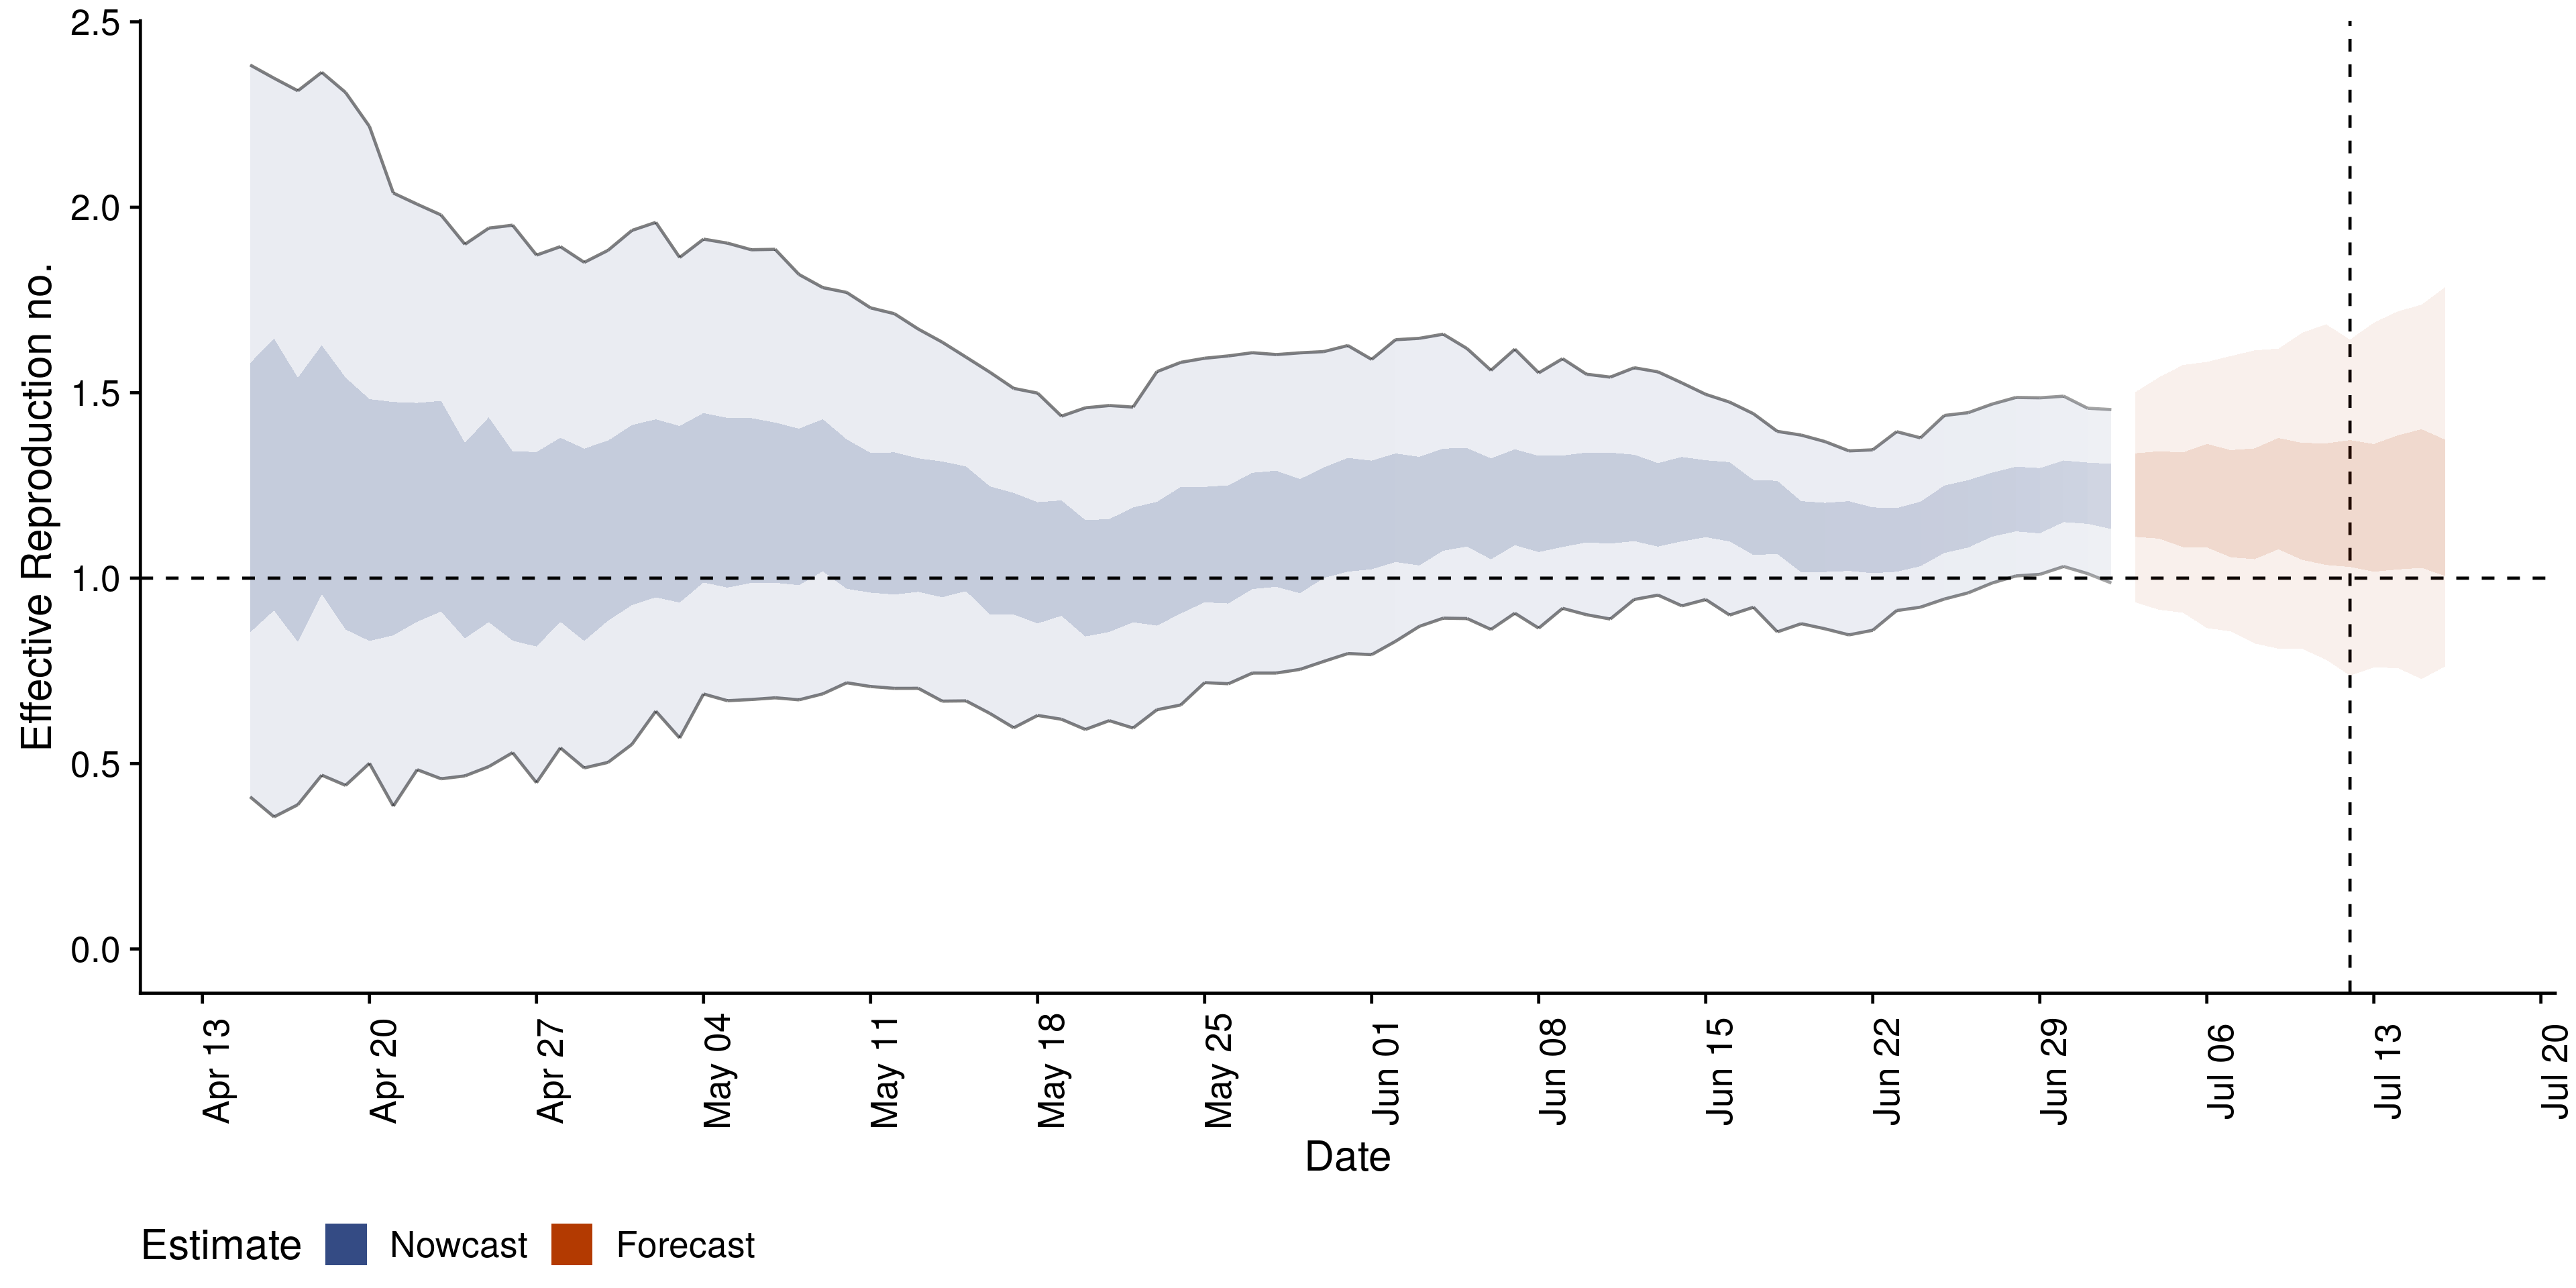 Effective Reproduction no.
2.5
2.0
1.5
1.0
0.5
0.0
Apr 13
Apr 20
Apr 27
May 04
May 11
May 18
May 25
Jun 01
Jun 08
Jun 15
Jun 22
Jun 29
Jul 06
Jul 13
Jul 20
Date
Estimate Nowcast Forecast